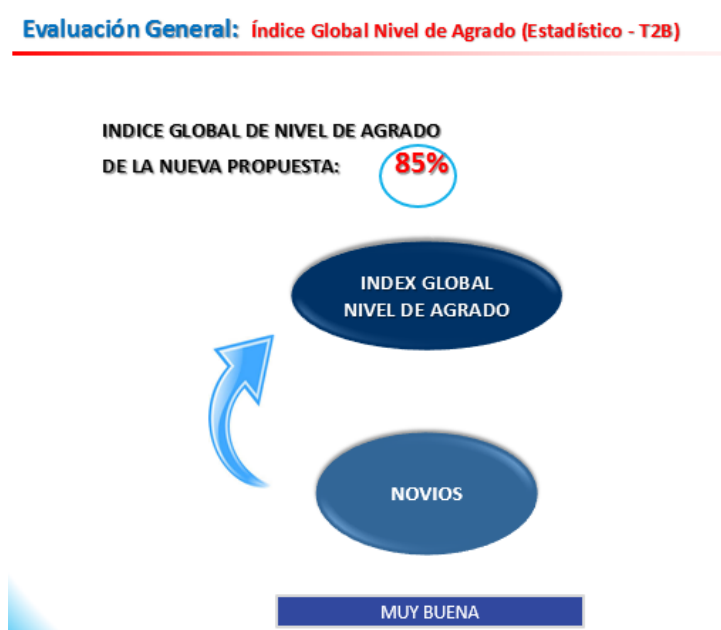 Evaluación General: Índice Global Nivel de Agrado (Estadístico - T2B)
INDICE GLOBAL DE NIVEL DE AGRADO
DE LA NUEVA PROPUESTA: 85%
INDEX GLOBAL
NIVEL DE AGRADO
NOVIOS
MUY BUENA